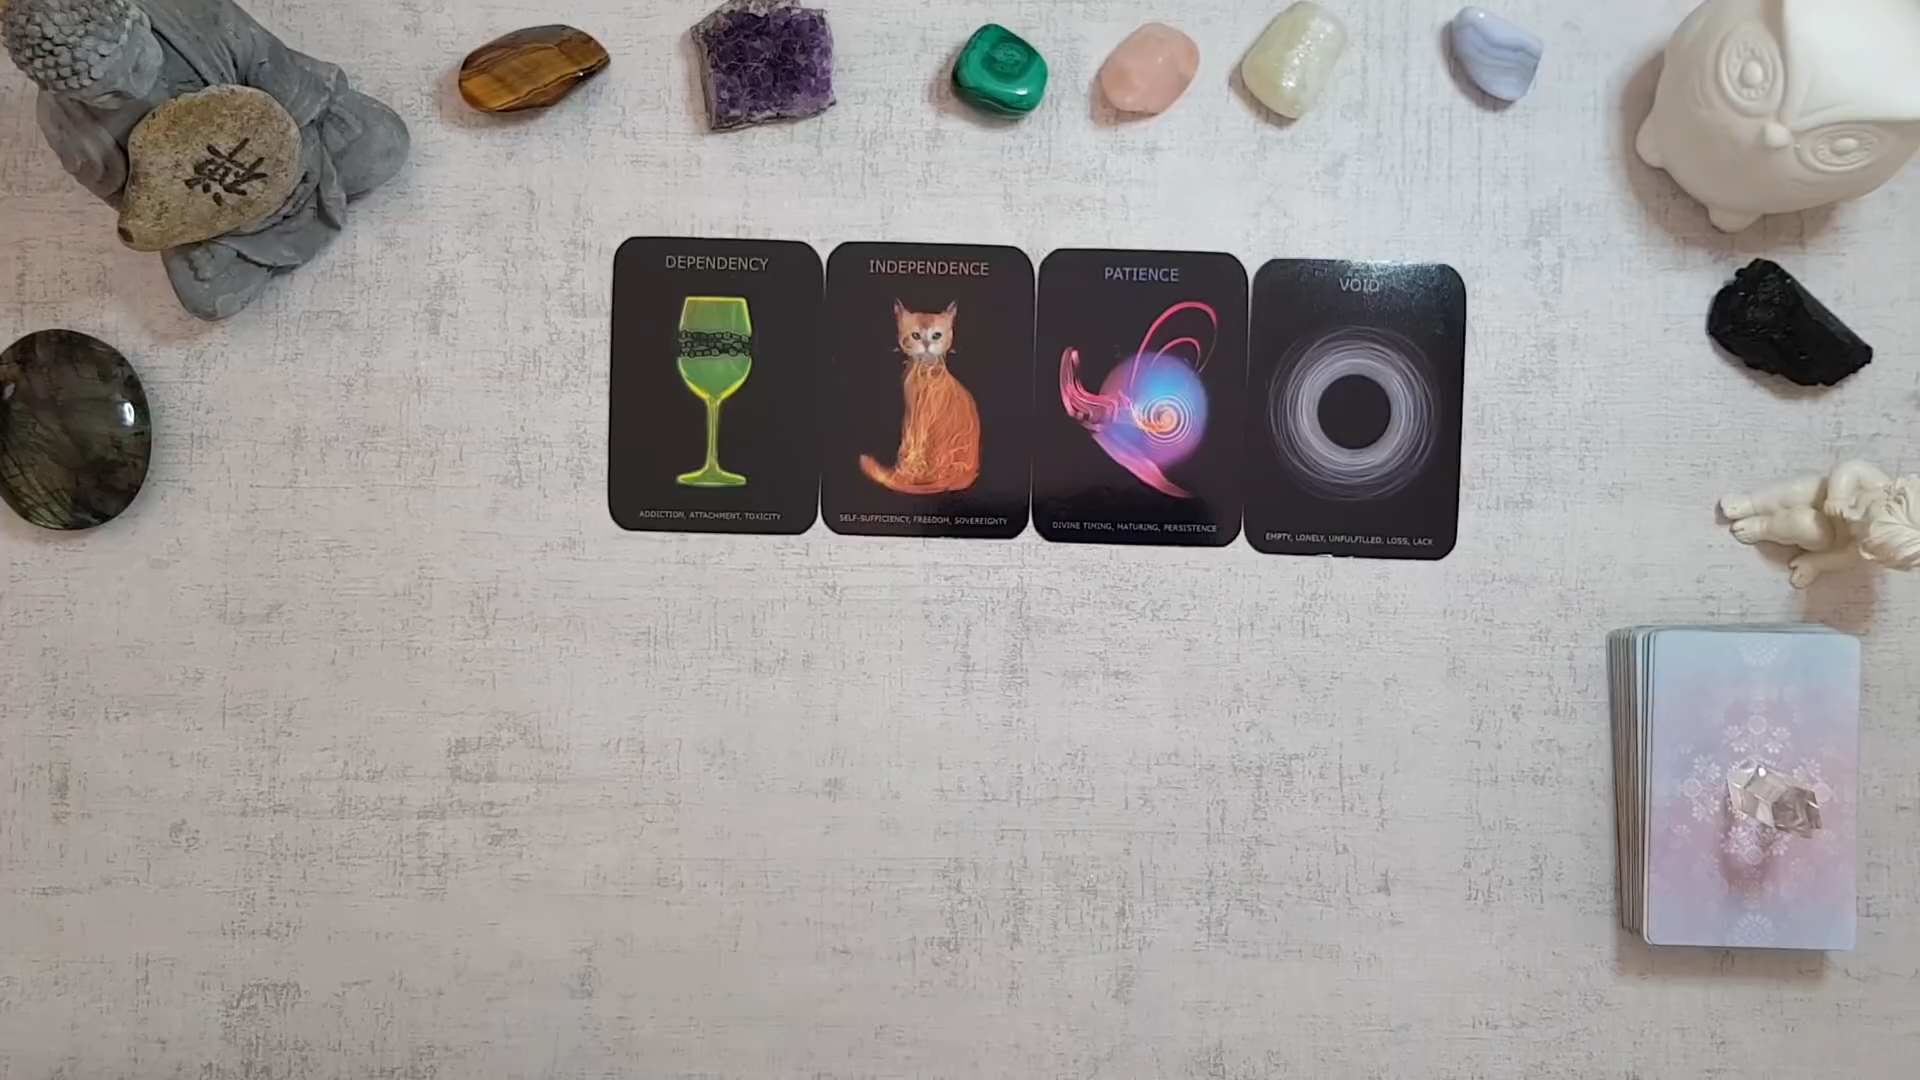 DEPENDENCY
ADDICTION, ATTACHMENT, TOXICITY
INDEPENDENCE
SELF-SUFFICIENCY, FREEDOM, SOVEREIGNTY
PATIENCE
DIVINE TIMING, MATURING, PERSISTENCE
VOID
EMPTY, LONELY, UNFULFILLED, LOSS, LACK